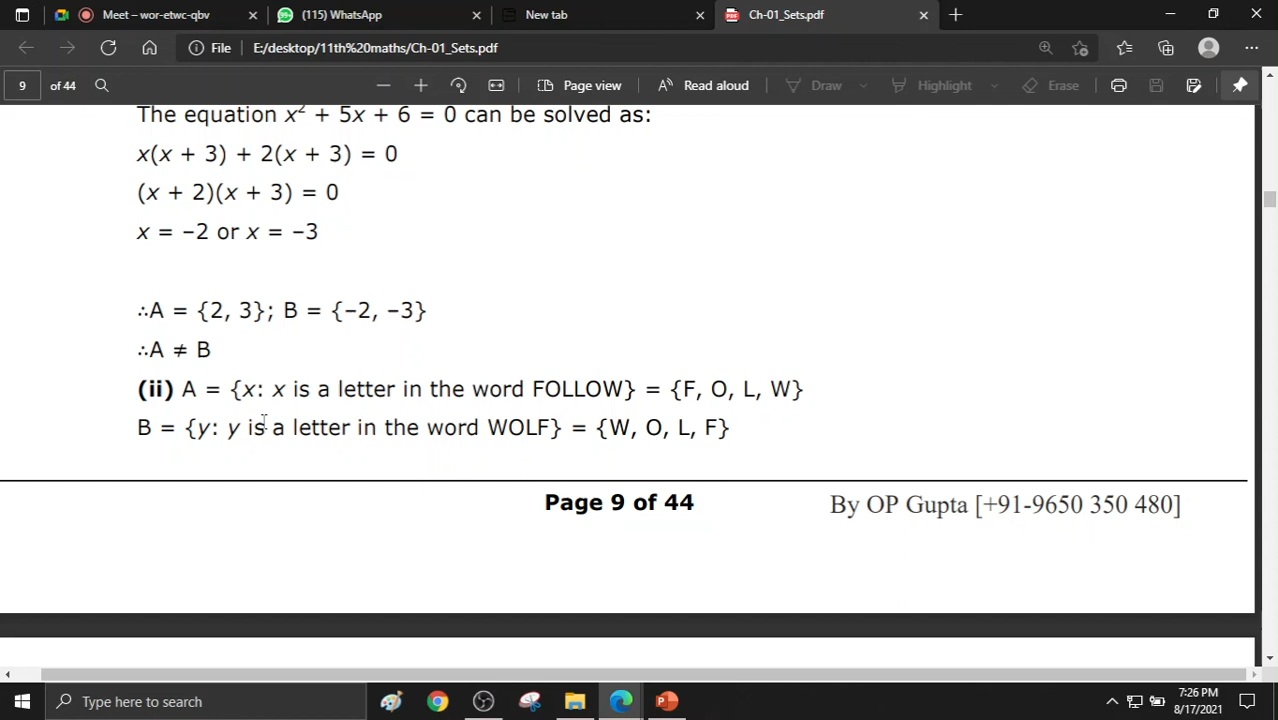 Meet – wor-etwc-qbv
(115) WhatsApp
New tab
Ch-01_Sets.pdf
File
E:/desktop/11th%20maths/Ch-01_Sets.pdf
9 of 44
Page view
Read aloud
Draw
Highlight
Erase
The equation x² + 5x + 6 = 0 can be solved as:
x(x + 3) + 2(x + 3) = 0
(x + 2)(x + 3) = 0
x = –2 or x = –3
∴A = {2, 3}; B = {–2, –3}
∴A ≠ B
(ii) A = {x: x is a letter in the word FOLLOW} = {F, O, L, W}
B = {y: y is a letter in the word WOLF} = {W, O, L, F}
Page 9 of 44
By OP Gupta [+91-9650 350 480]
Type here to search
7:26 PM
8/17/2021